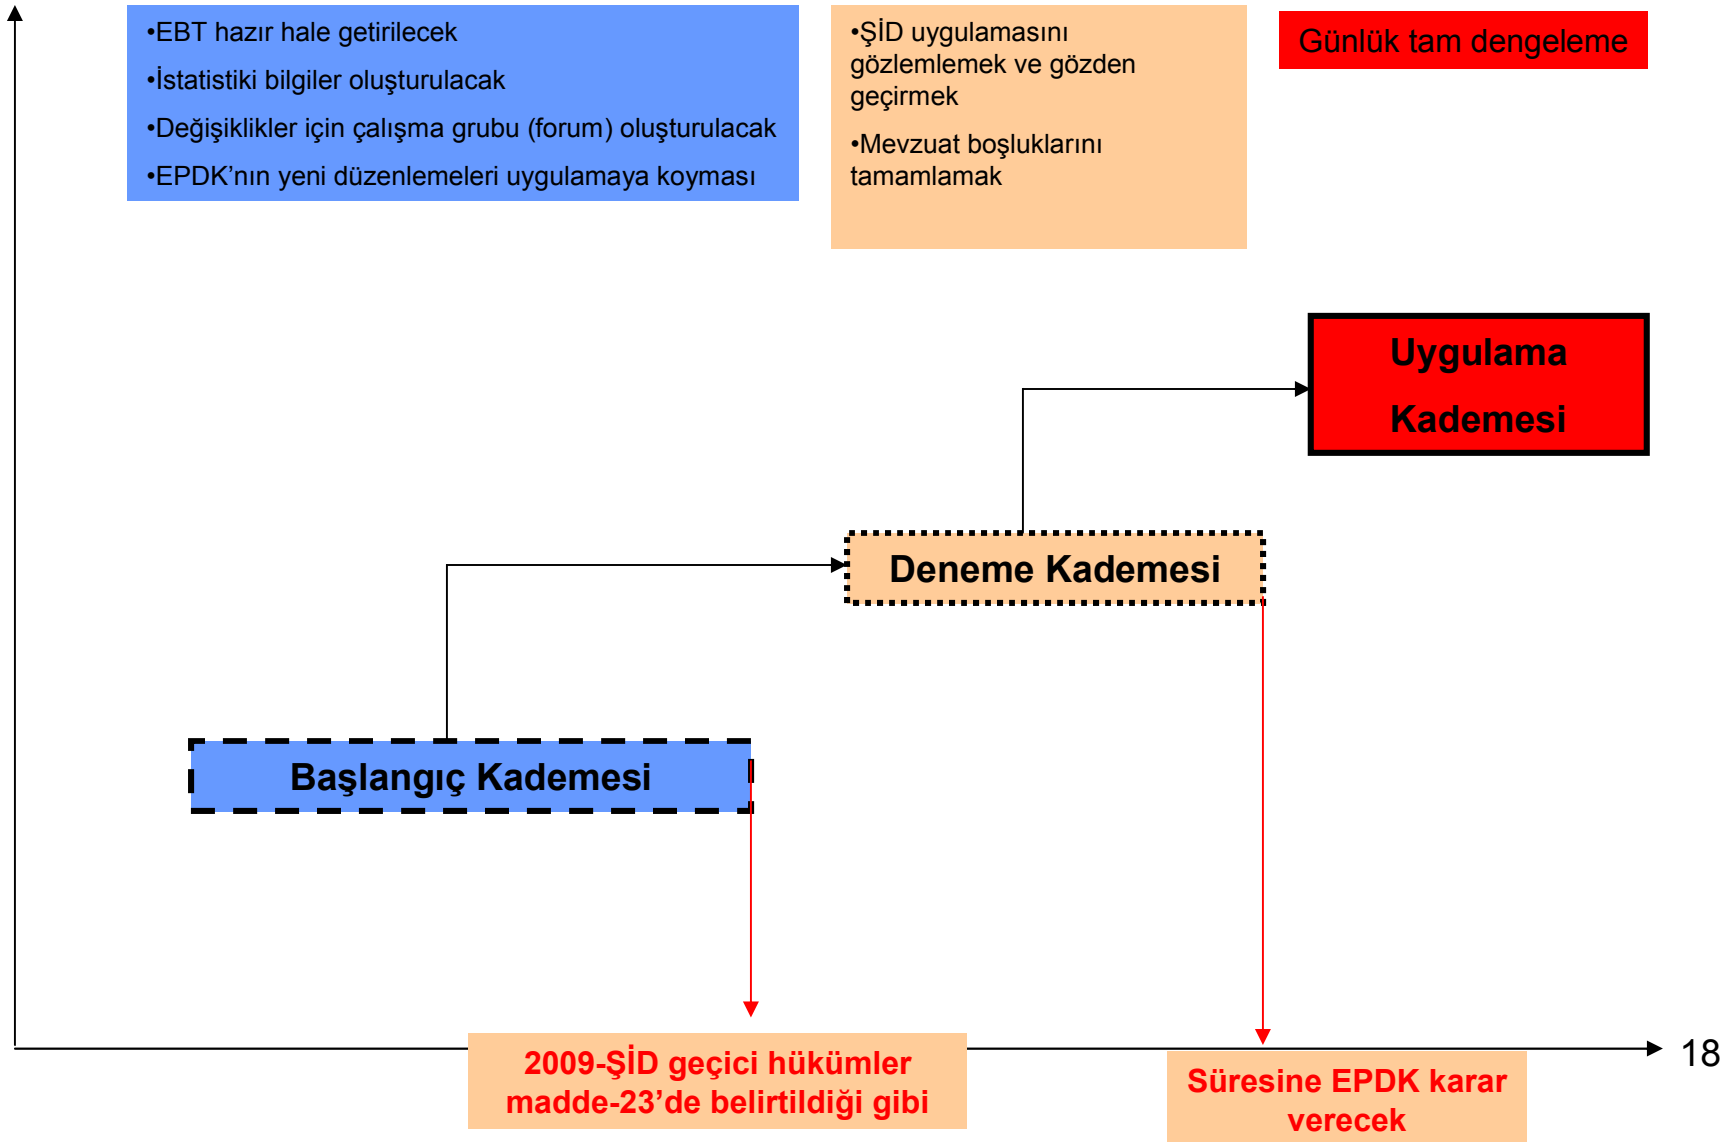 •EBT hazır hale getirilecek
•İstatistiki bilgiler oluşturulacak
•Değişiklikler için çalışma grubu (forum) oluşturulacak
•EPDK’nın yeni düzenlemeleri uygulamaya koyması
•ŞİD uygulamasını
gözlemlemek ve gözden
geçirmek
•Mevzuat boşluklarını
tamamlamak
Günlük tam dengeleme
Uygulama
Kademesi
Deneme Kademesi
Başlangıç Kademesi
2009-ŞİD geçici hükümler
madde-23’de belirtildiği gibi
Süresine EPDK karar
verecek
18